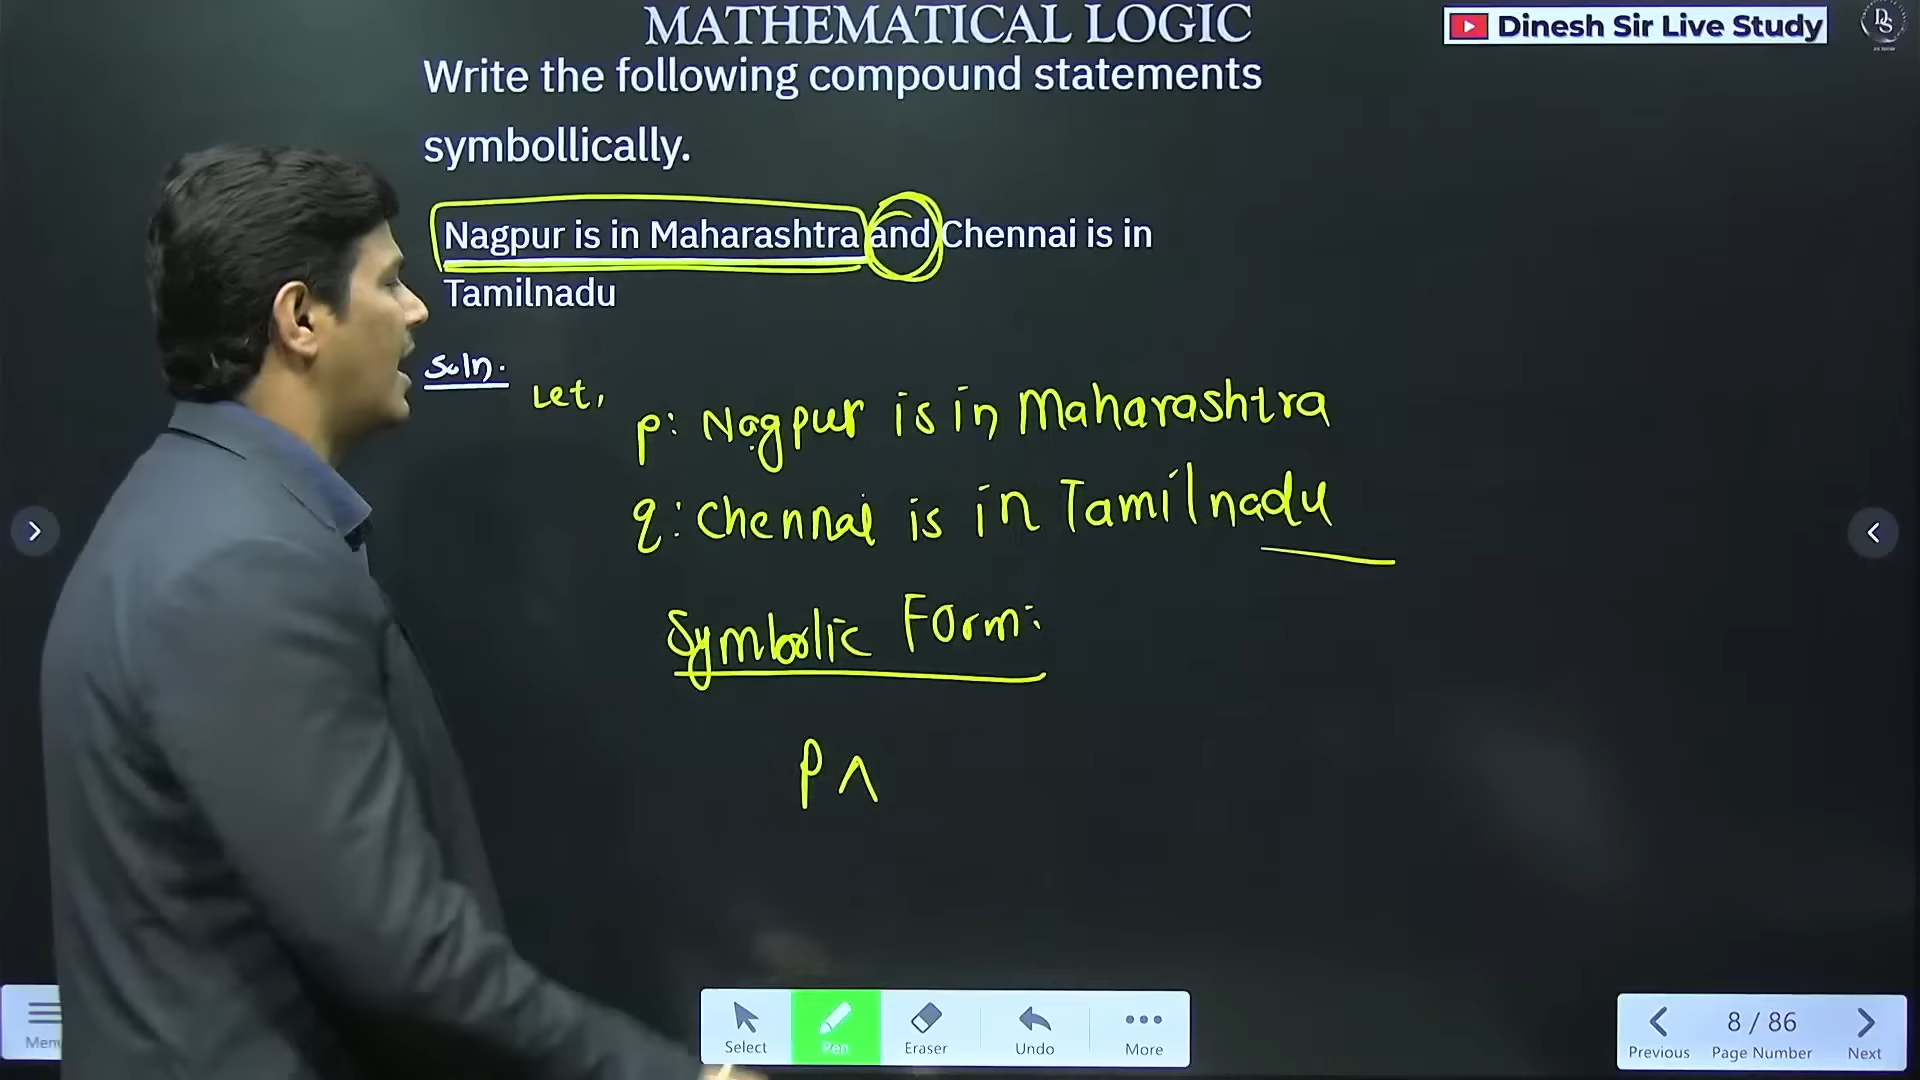 MATHEMATICAL LOGIC
Dinesh Sir Live Study
DS
Write the following compound statements
symbollically.
Nagpur is in Maharashtra and Chennai is in
Tamilnadu
Soln.
Let,
p: Nagpur is in Maharashtra
q: Chennai is in Tamilnadu
Symbolic Form:
P ∧
Menu
Select
Pen
Eraser
Undo
More
8 / 86
Previous
Page Number
Next